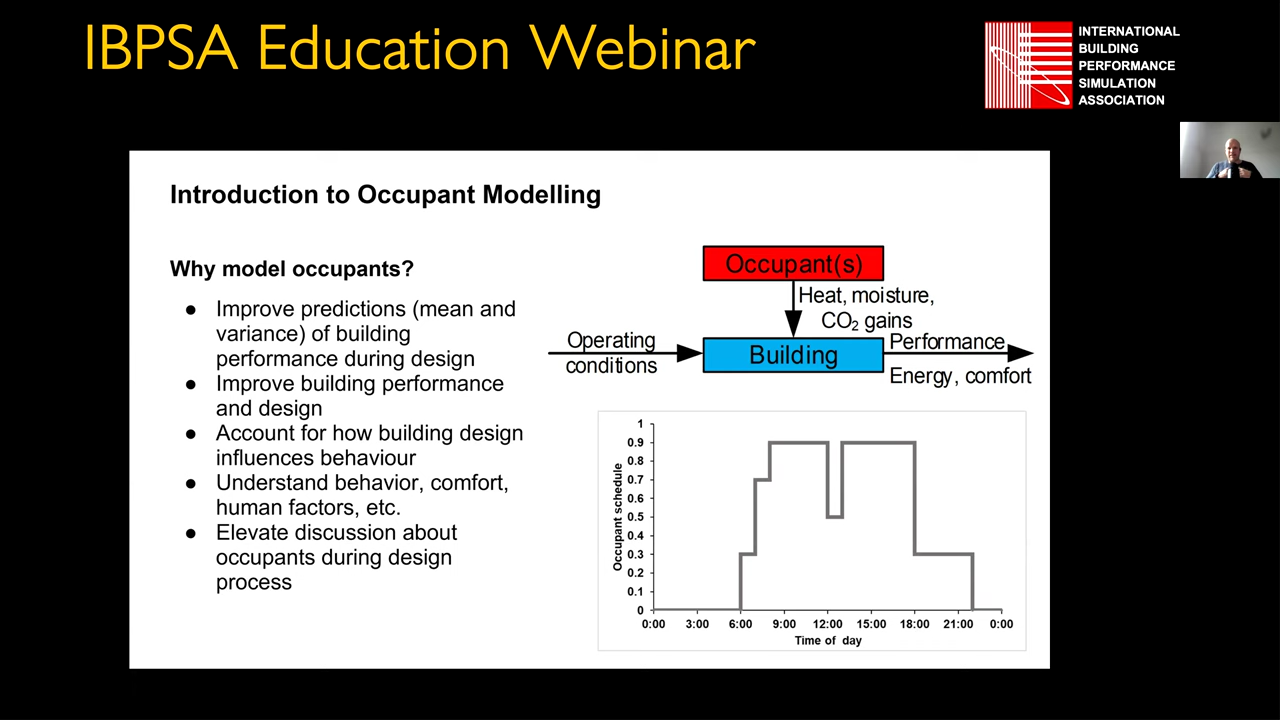 IBPSA Education Webinar
INTERNATIONAL
BUILDING
PERFORMANCE
SIMULATION
ASSOCIATION
Introduction to Occupant Modelling
Why model occupants?
● Improve predictions (mean and
variance) of building
performance during design
● Improve building performance
and design
● Account for how building design
influences behaviour
● Understand behavior, comfort,
human factors, etc.
● Elevate discussion about
occupants during design
process
Occupant(s)
Heat, moisture,
CO₂ gains
Operating
conditions
Building
Performance
Energy, comfort
Occupant schedule
1
0.9
0.8
0.7
0.6
0.5
0.4
0.3
0.2
0.1
0
0:00 3:00 6:00 9:00 12:00 15:00 18:00 21:00 0:00
Time of day